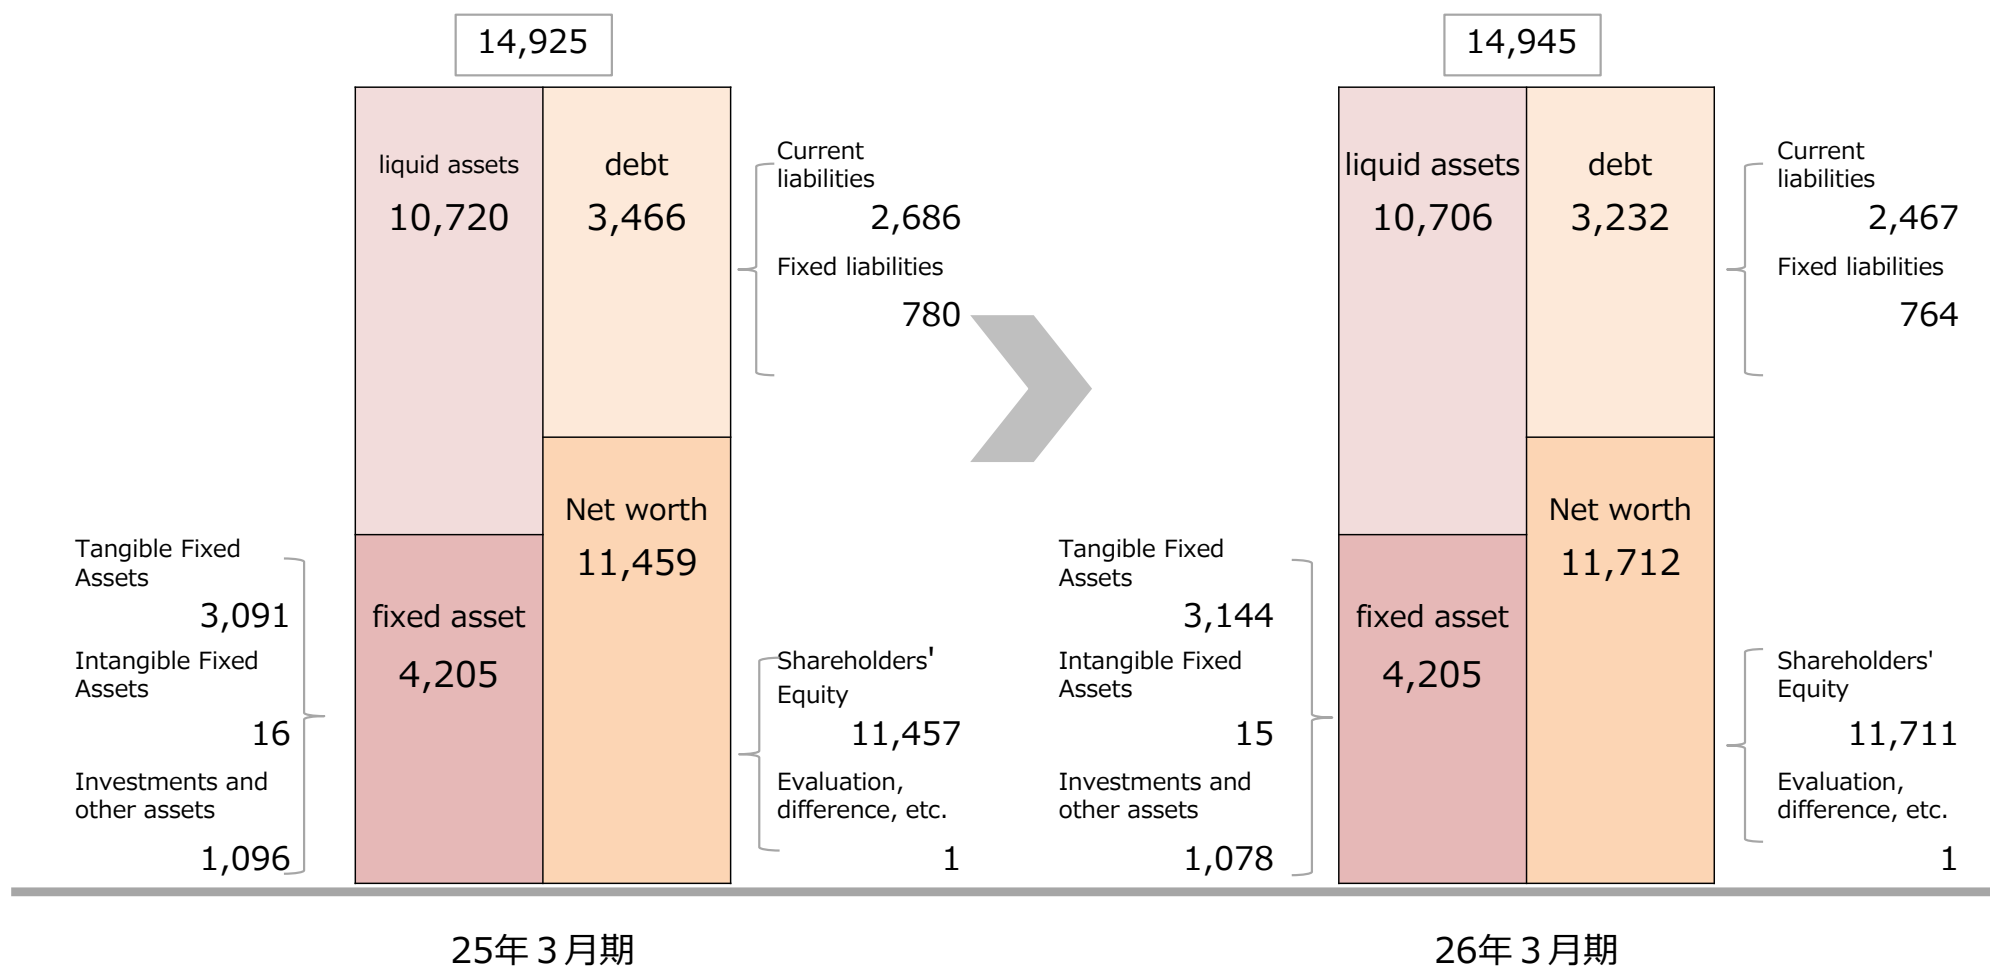 14,925
liquid assets
10,720
debt
3,466
Current
liabilities
2,686
Fixed liabilities
780
Net worth
11,459
Tangible Fixed
Assets
3,091
fixed asset
4,205
Intangible Fixed
Assets
16
Investments and
other assets
1,096
Shareholders'
Equity
11,457
Evaluation,
difference, etc.
1
25年３月期
14,945
liquid assets
10,706
debt
3,232
Current
liabilities
2,467
Fixed liabilities
764
Net worth
11,712
Tangible Fixed
Assets
3,144
fixed asset
4,205
Intangible Fixed
Assets
15
Investments and
other assets
1,078
Shareholders'
Equity
11,711
Evaluation,
difference, etc.
1
26年３月期